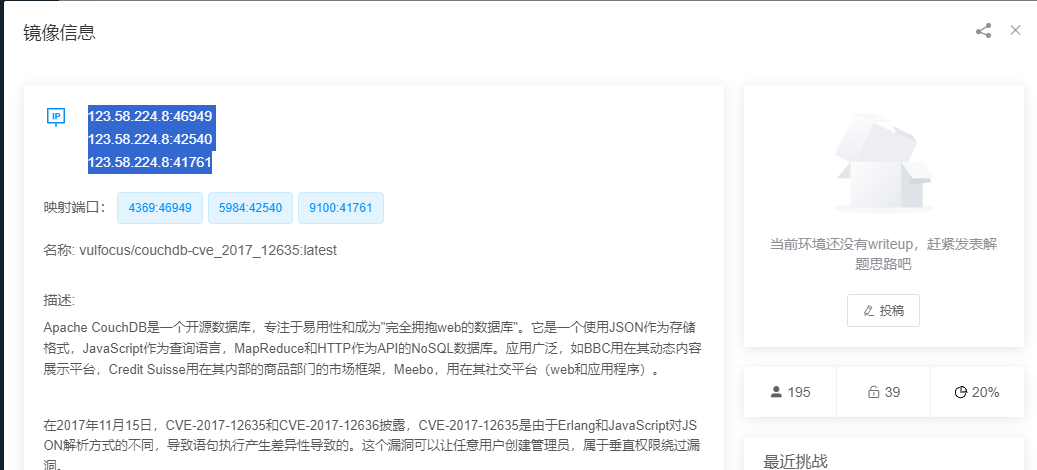 镜像信息
IP
123.58.224.8:46949
123.58.224.8:42540
123.58.224.8:41761
映射端口： 4369:46949 5984:42540 9100:41761
名称: vulfocus/couchdb-cve_2017_12635:latest
描述:
Apache CouchDB是一个开源数据库，专注于易用性和成为"完全拥抱web的数据库"。它是一个使用JSON作为存储
格式，JavaScript作为查询语言，MapReduce和HTTP作为API的NoSQL数据库。应用广泛，如BBC用在其动态内容
展示平台，Credit Suisse用在其内部的商品部门的市场框架，Meebo，用在其社交平台（web和应用程序）。
在2017年11月15日，CVE-2017-12635和CVE-2017-12636披露，CVE-2017-12635是由于Erlang和JavaScript对JS
ON解析方式的不同，导致语句执行产生差异性导致的。这个漏洞可以让任意用户创建管理员，属于垂直权限绕过漏
洞。
当前环境还没有writeup，赶紧发表解
题思路吧
投稿
195 39 20%
最近挑战